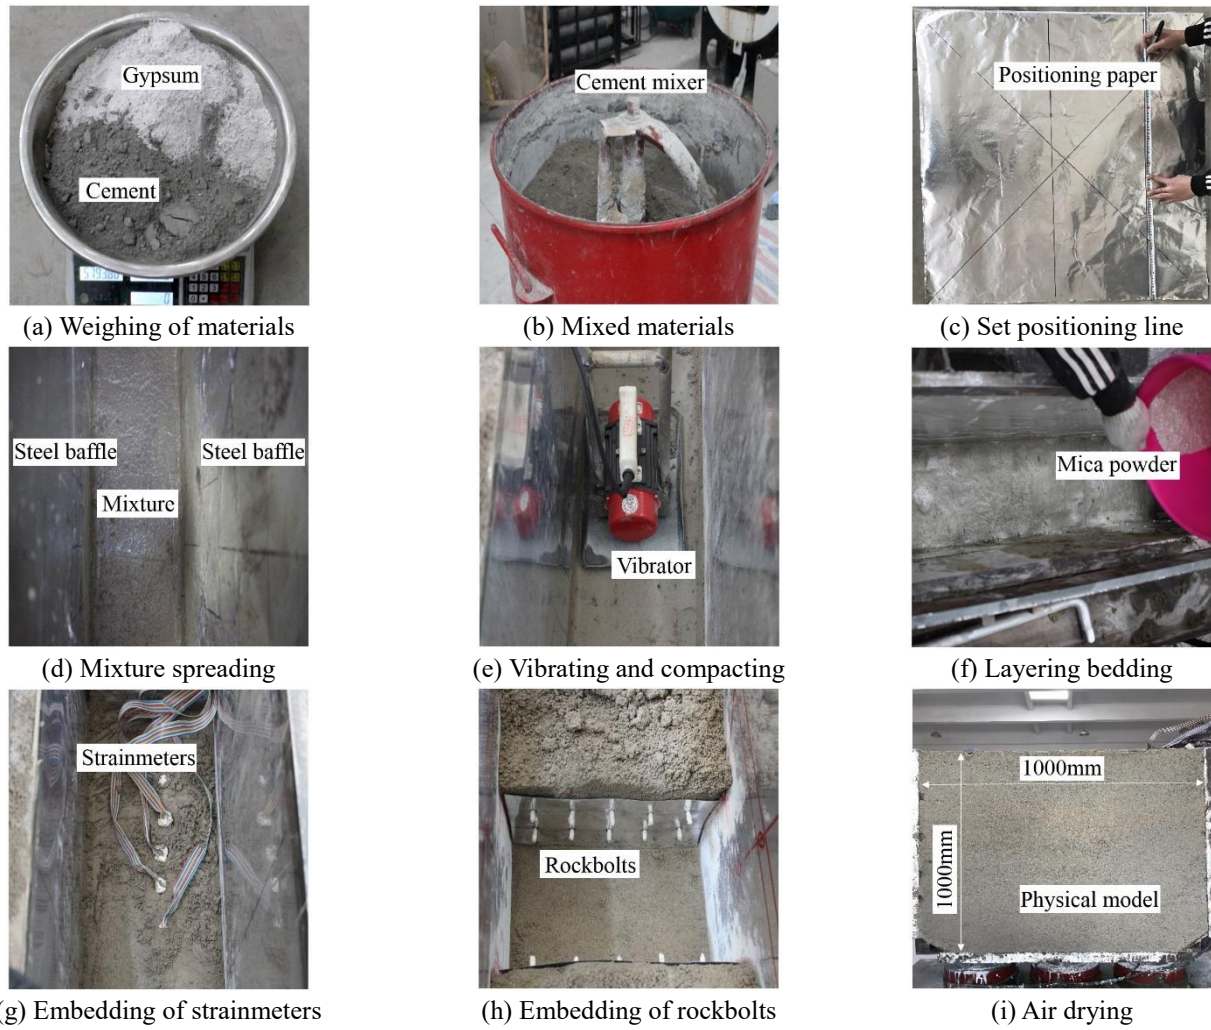 Gypsum
Cement
Cement mixer
Positioning paper
(a) Weighing of materials
(b) Mixed materials
(c) Set positioning line
Steel baffle
Steel baffle
Mixture
Vibrator
Mica powder
(d) Mixture spreading
(e) Vibrating and compacting
(f) Layering bedding
Strainmeters
Rockbolts
1000mm
1000mm
Physical model
(g) Embedding of strainmeters
(h) Embedding of rockbolts
(i) Air drying